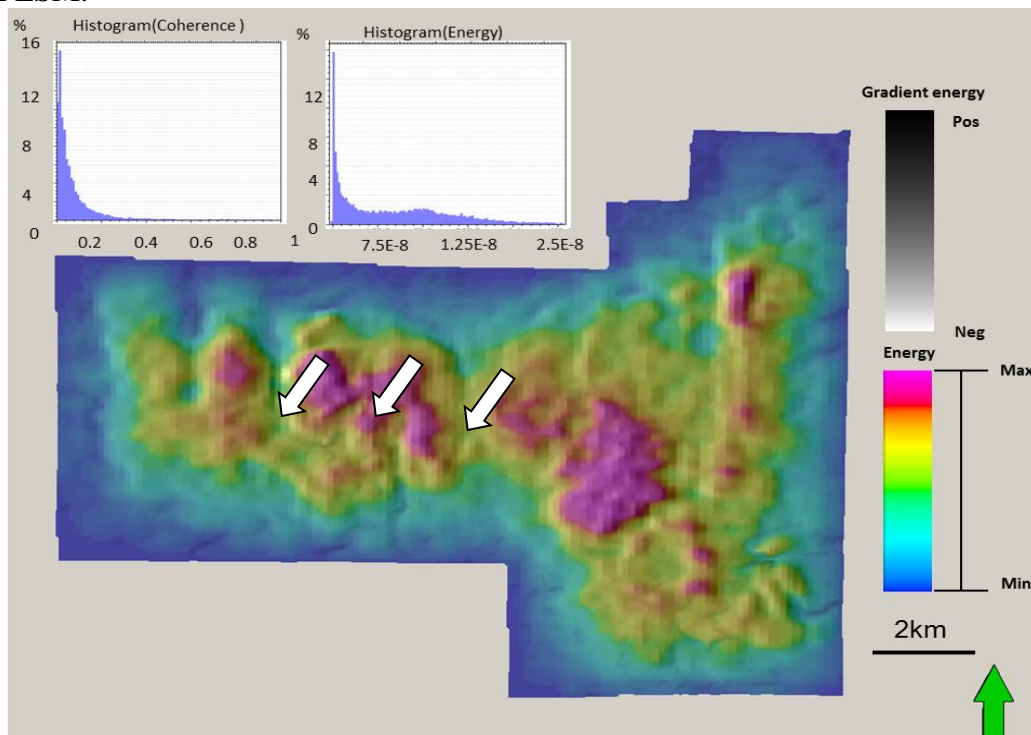 % Histogram(Coherence )
16
12
8
4
0
0.2 0.4 0.6 0.8 1
% Histogram(Energy)
12
8
4
0
7.5E-8 1.25E-8 2.5E-8
Gradient energy
Pos
Neg
Energy
Max
Min
2km